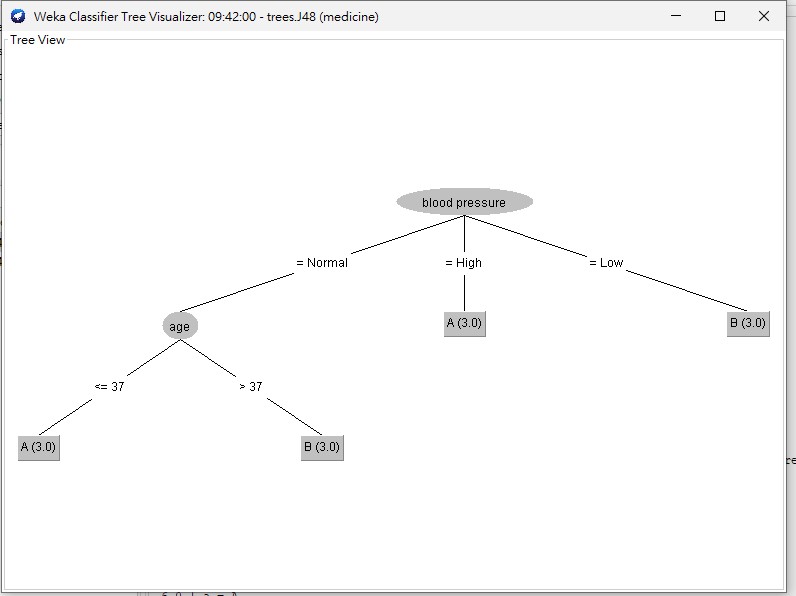 Weka Classifier Tree Visualizer: 09:42:00 - trees.J48 (medicine)
Tree View
blood pressure
= Normal
= High
= Low
age
A (3.0)
B (3.0)
<= 37
> 37
A (3.0)
B (3.0)